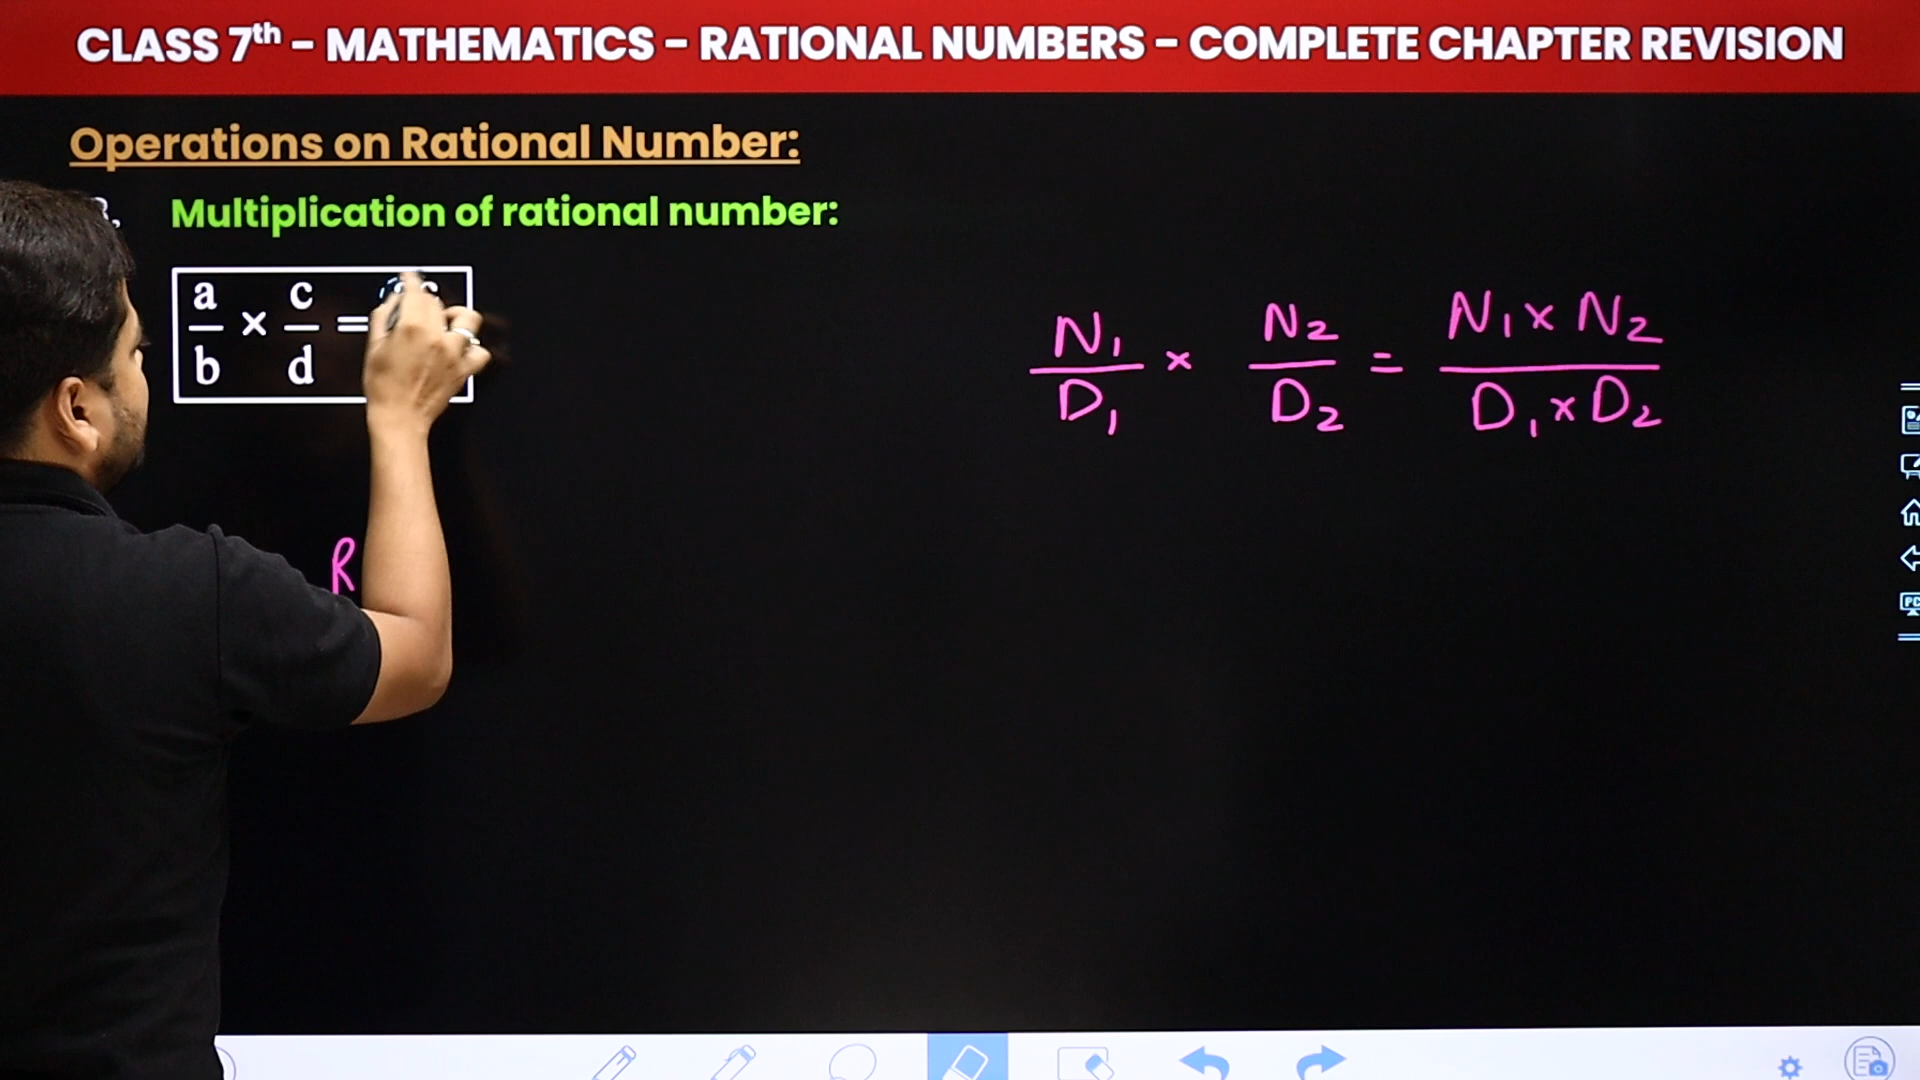 CLASS 7th – MATHEMATICS – RATIONAL NUMBERS – COMPLETE CHAPTER REVISION
Operations on Rational Number:
3. Multiplication of rational number:
a/b × c/d =
N₁/D₁ × N₂/D₂ = N₁ × N₂/D₁ × D₂
R